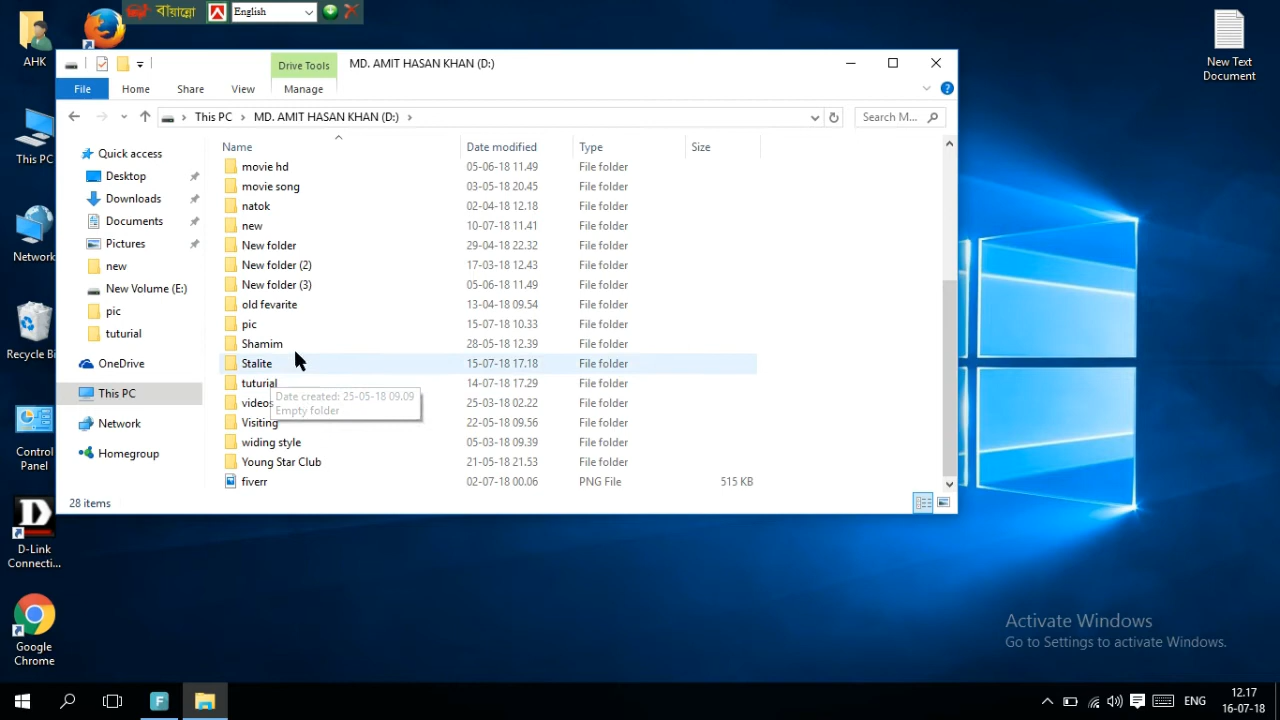 বায়ান্নো
English
AHK
New Text
Document
Drive Tools
MD. AMIT HASAN KHAN (D:)
File
Home
Share
View
Manage
This PC
This PC
MD. AMIT HASAN KHAN (D:)
Search M...
Name
Date modified
Type
Size
Quick access
Desktop
Downloads
Documents
Pictures
new
New Volume (E:)
pic
tuturial
OneDrive
This PC
Network
Homegroup
movie hd 05-06-18 11.49 File folder
movie song 03-05-18 20.45 File folder
natok 02-04-18 12.18 File folder
new 10-07-18 11.41 File folder
New folder 29-04-18 22.32 File folder
New folder (2) 17-03-18 12.43 File folder
New folder (3) 05-06-18 11.49 File folder
old fevarite 13-04-18 09.54 File folder
pic 15-07-18 10.33 File folder
Shamim 28-05-18 12.39 File folder
Stalite 15-07-18 17.18 File folder
tuturial 14-07-18 17.29 File folder
videos 25-03-18 02.22 File folder
Visiting 22-05-18 09.56 File folder
widing style 05-03-18 09.39 File folder
Young Star Club 21-05-18 21.53 File folder
fiverr 02-07-18 00.06 PNG File 515 KB
Date created: 25-05-18 09.09
Empty folder
28 items
Network
Recycle Bi
Control
Panel
D
D-Link
Connecti...
Google
Chrome
Activate Windows
Go to Settings to activate Windows.
F
ENG
12.17
16-07-18